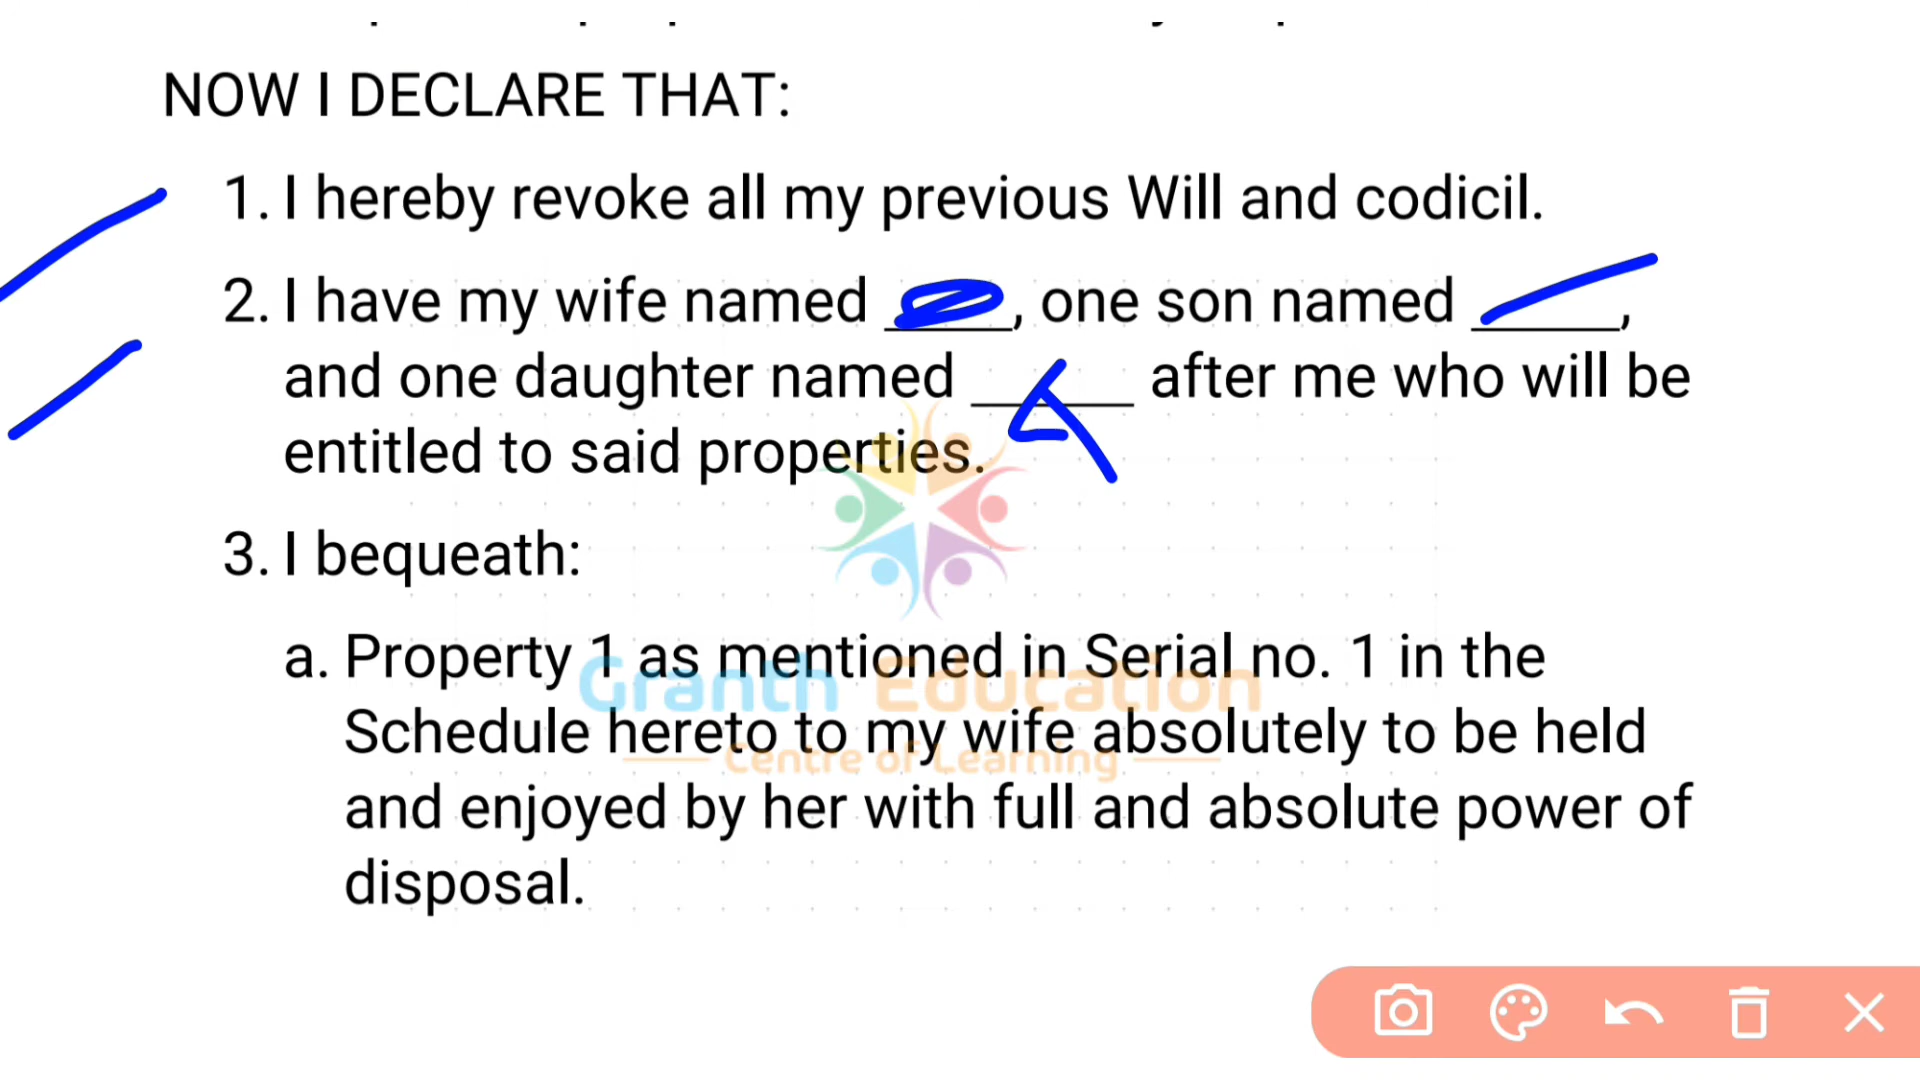 NOW I DECLARE THAT:
1. I hereby revoke all my previous Will and codicil.
2. I have my wife named _____, one son named _____,
and one daughter named ______ after me who will be
entitled to said properties.
3. I bequeath:
a. Property 1 as mentioned in Serial no. 1 in the
Granth Education
Schedule hereto to my wife absolutely to be held
Centre of Learning
and enjoyed by her with full and absolute power of
disposal.